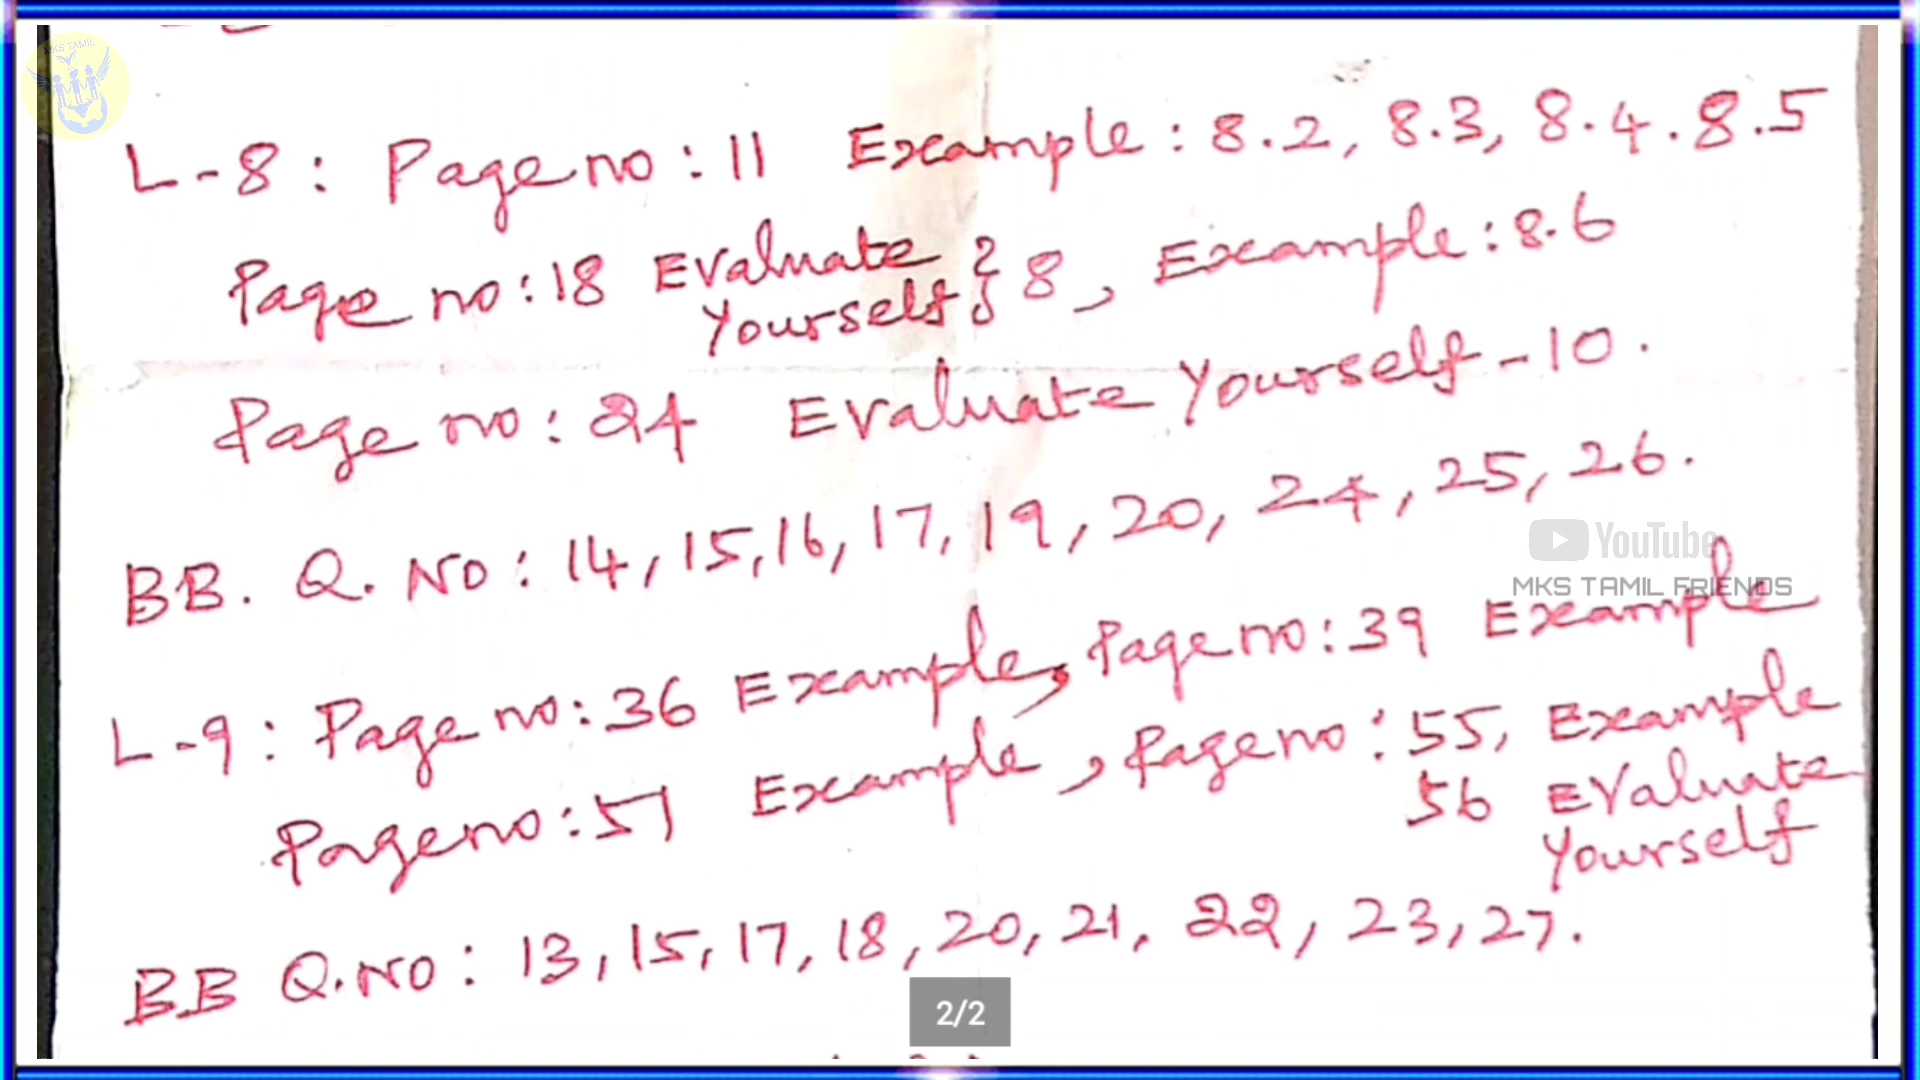 MKS TAMIL
L-8: Page no: 11 Example: 8.2, 8.3, 8.4. 8.5
Page no: 18 Evaluate Yourself } 8, Example: 8.6
Page no: 24 Evaluate Yourself - 10.
BB. Q. No: 14, 15, 16, 17, 19, 20, 24, 25, 26.
YouTube
MKS TAMIL FRIENDS
L-9: Page no: 36 Example, Page no: 39 Example
Page no: 51 Example, Page no: 55, Example
56 Evaluate Yourself
BB Q. No: 13, 15, 17, 18, 20, 21, 22, 23, 27.
2/2